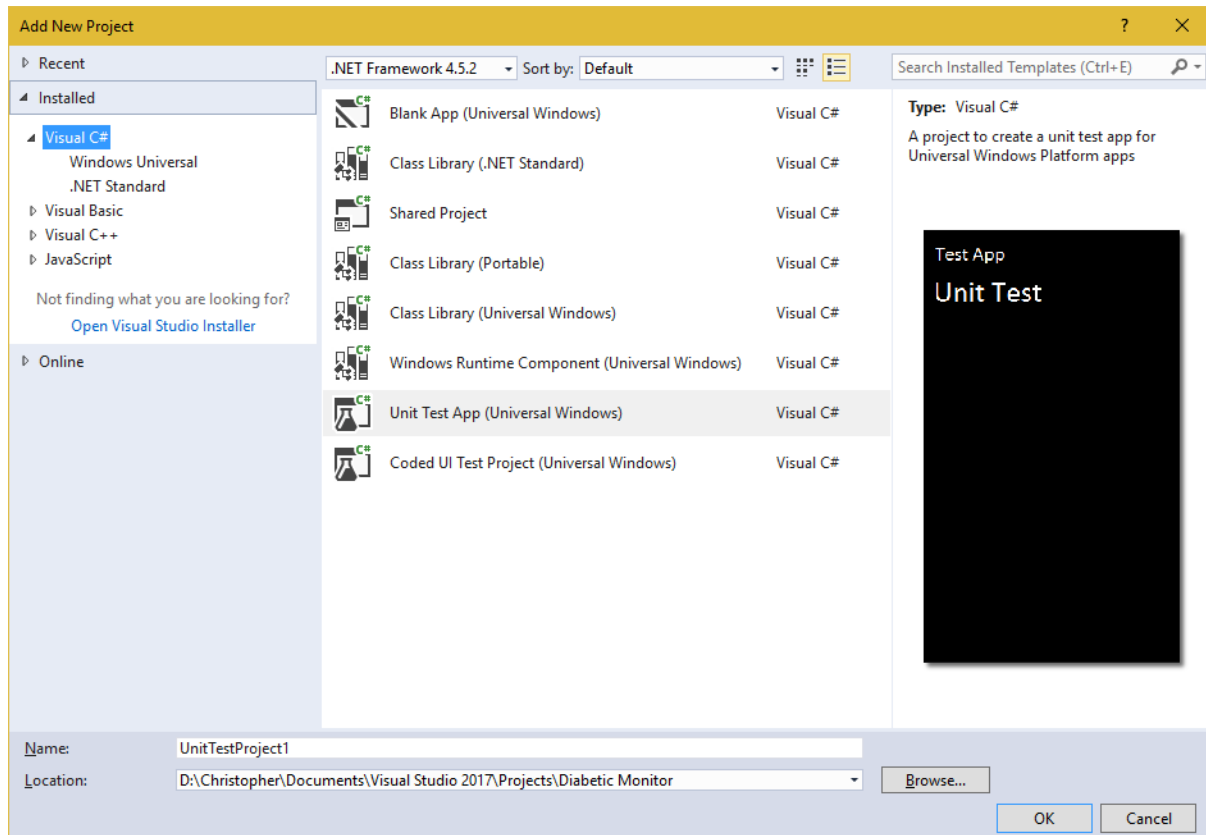 Add New Project
?
Recent
Installed
Visual C#
Windows Universal
.NET Standard
Visual Basic
Visual C++
JavaScript
Not finding what you are looking for?
Open Visual Studio Installer
Online
.NET Framework 4.5.2 Sort by: Default
C# Blank App (Universal Windows) Visual C#
C# Class Library (.NET Standard) Visual C#
C# Shared Project Visual C#
C# Class Library (Portable) Visual C#
C# Class Library (Universal Windows) Visual C#
C# Windows Runtime Component (Universal Windows) Visual C#
C# Unit Test App (Universal Windows) Visual C#
C# Coded UI Test Project (Universal Windows) Visual C#
Search Installed Templates (Ctrl+E)
Type: Visual C#
A project to create a unit test app for
Universal Windows Platform apps
Test App
Unit Test
Name: UnitTestProject1
Location: D:\Christopher\Documents\Visual Studio 2017\Projects\Diabetic Monitor
Browse...
OK Cancel